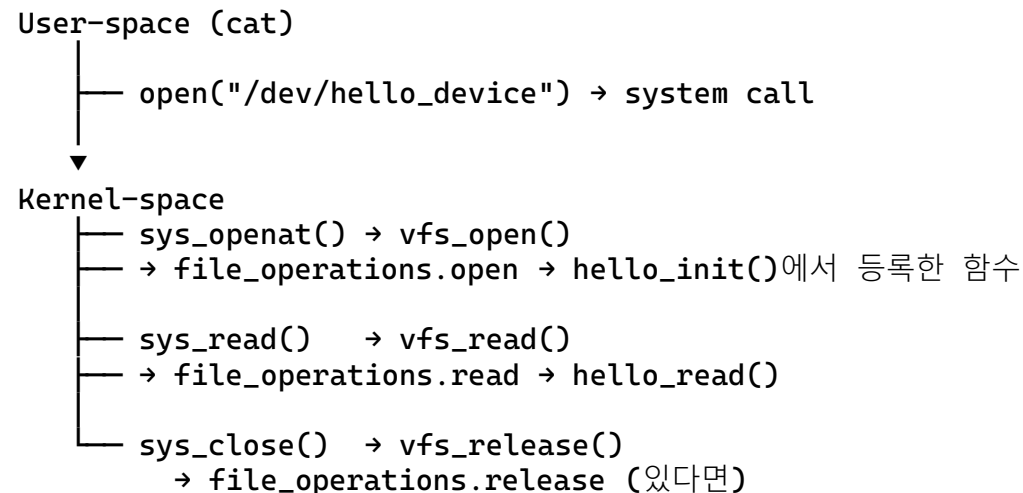 User-space (cat)
open("/dev/hello_device") → system call
Kernel-space
sys_openat() → vfs_open()
→ file_operations.open → hello_init()에서 등록한 함수
sys_read() → vfs_read()
→ file_operations.read → hello_read()
sys_close() → vfs_release()
→ file_operations.release (있다면)